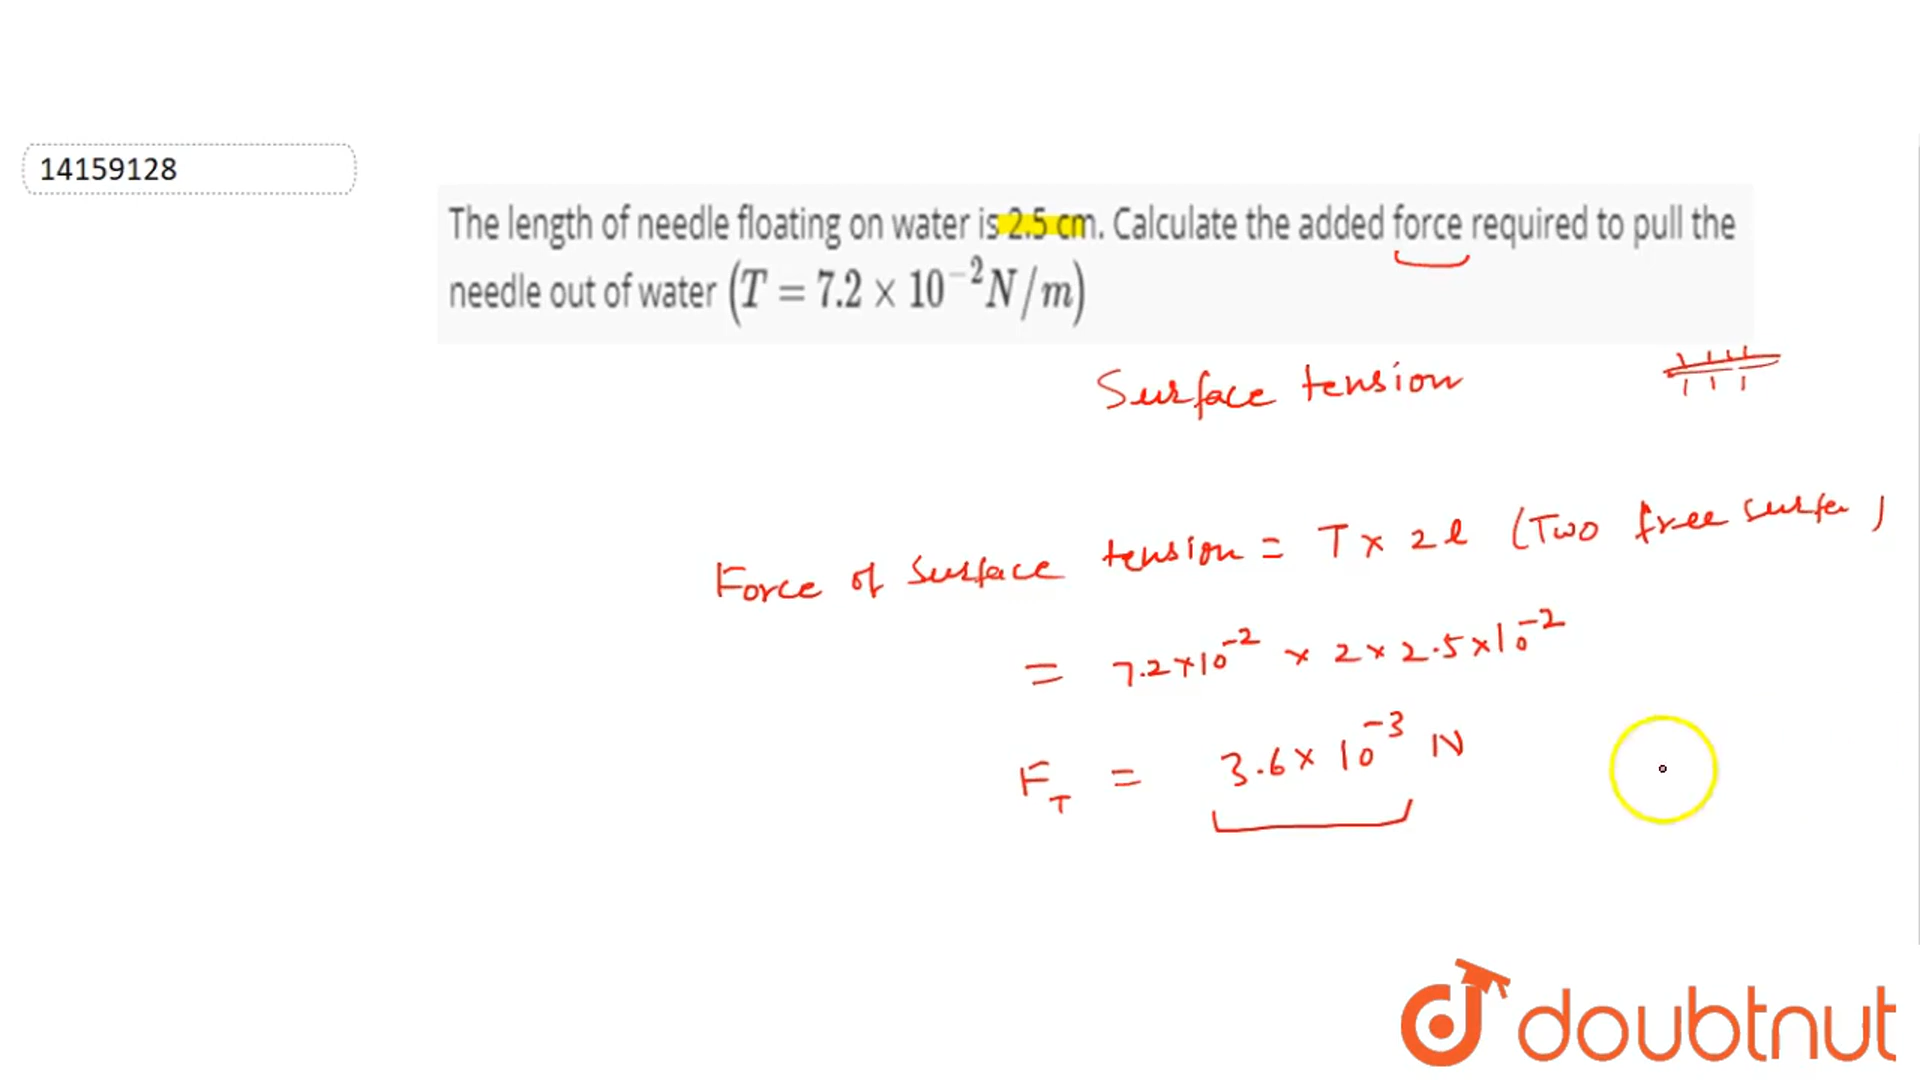 14159128
The length of needle floating on water is 2.5 cm. Calculate the added force required to pull the
needle out of water (T = 7.2 × 10⁻² N/m)
Surface tension
Force of surface tension = T × 2l (Two free surfa )
= 7.2×10⁻² × 2 × 2.5×10⁻²
F_T = 3.6 × 10⁻³ N
doubtnut